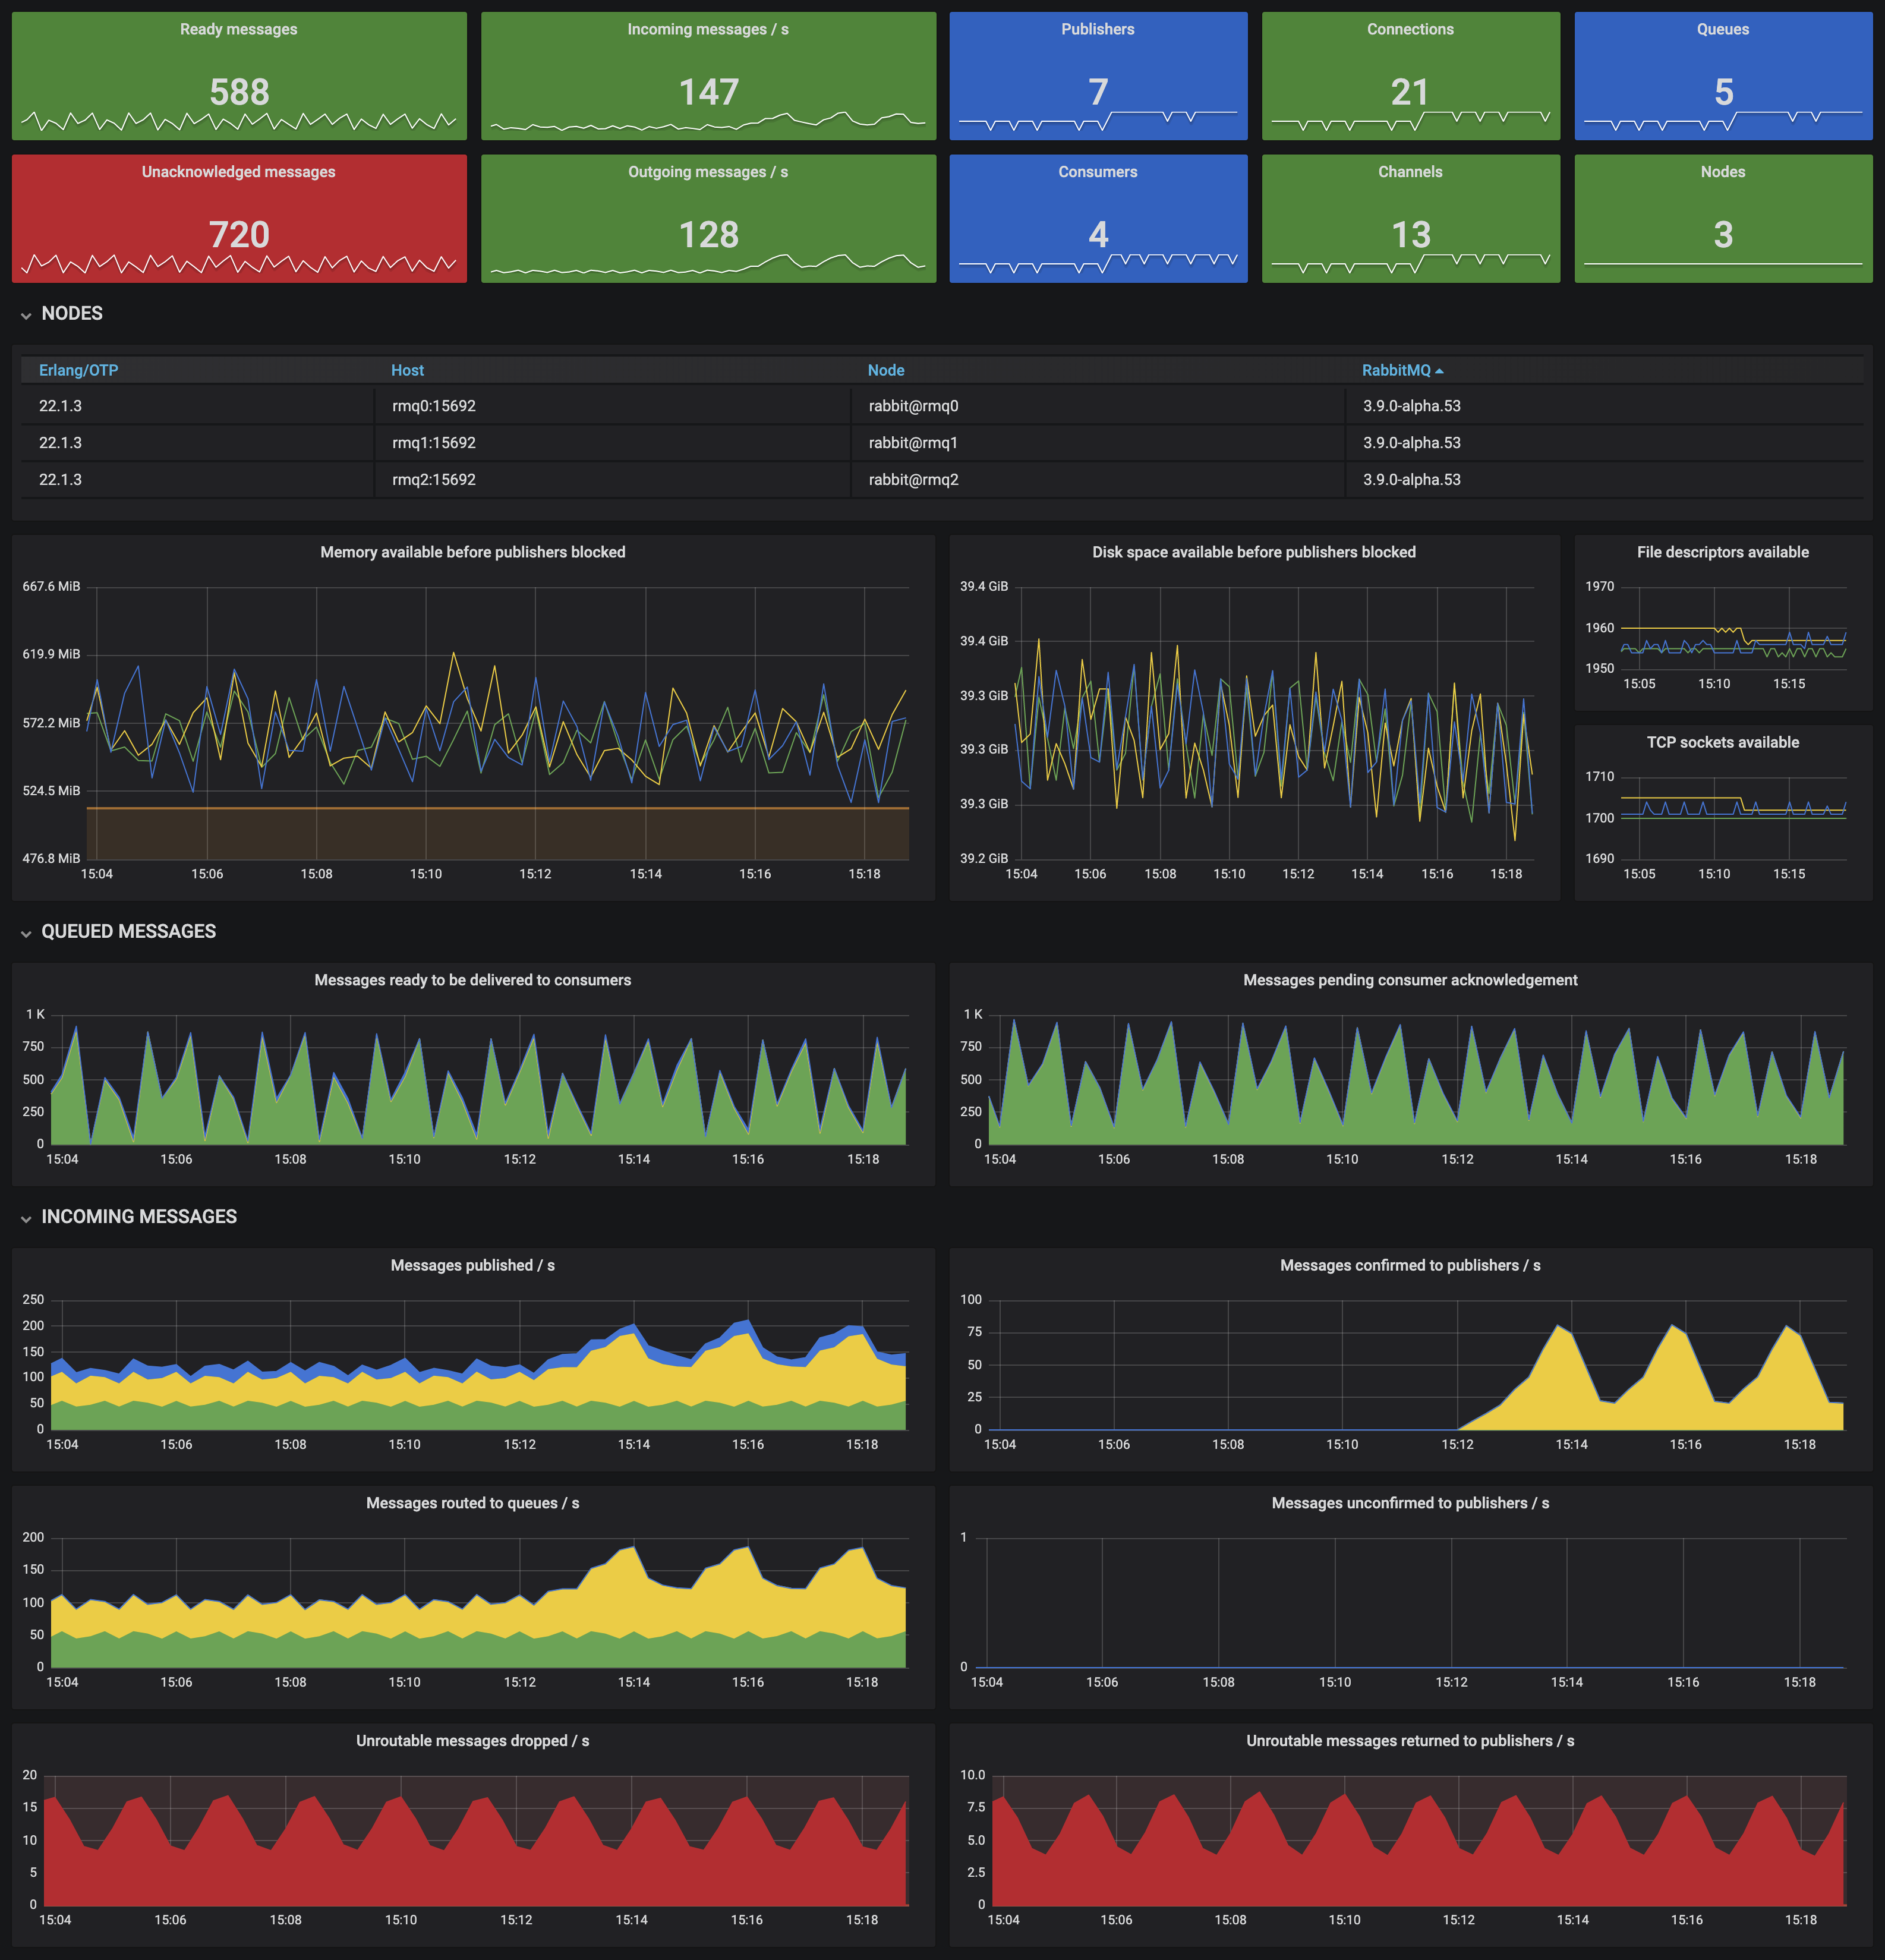 Ready messages
588
Incoming messages / s
147
Publishers
7
Connections
21
Queues
5
Unacknowledged messages
720
Outgoing messages / s
128
Consumers
4
Channels
13
Nodes
3
NODES
Erlang/OTP Host Node RabbitMQ
22.1.3 rmq0:15692 rabbit@rmq0 3.9.0-alpha.53
22.1.3 rmq1:15692 rabbit@rmq1 3.9.0-alpha.53
22.1.3 rmq2:15692 rabbit@rmq2 3.9.0-alpha.53
Memory available before publishers blocked
667.6 MiB
619.9 MiB
572.2 MiB
524.5 MiB
476.8 MiB
15:04 15:06 15:08 15:10 15:12 15:14 15:16 15:18
Disk space available before publishers blocked
39.4 GiB
39.4 GiB
39.3 GiB
39.3 GiB
39.3 GiB
39.2 GiB
15:04 15:06 15:08 15:10 15:12 15:14 15:16 15:18
File descriptors available
1970
1960
1950
15:05 15:10 15:15
TCP sockets available
1710
1700
1690
15:05 15:10 15:15
QUEUED MESSAGES
Messages ready to be delivered to consumers
1 K
750
500
250
0
15:04 15:06 15:08 15:10 15:12 15:14 15:16 15:18
Messages pending consumer acknowledgement
1 K
750
500
250
0
15:04 15:06 15:08 15:10 15:12 15:14 15:16 15:18
INCOMING MESSAGES
Messages published / s
250
200
150
100
50
0
15:04 15:06 15:08 15:10 15:12 15:14 15:16 15:18
Messages confirmed to publishers / s
100
75
50
25
0
15:04 15:06 15:08 15:10 15:12 15:14 15:16 15:18
Messages routed to queues / s
200
150
100
50
0
15:04 15:06 15:08 15:10 15:12 15:14 15:16 15:18
Messages unconfirmed to publishers / s
1
0
15:04 15:06 15:08 15:10 15:12 15:14 15:16 15:18
Unroutable messages dropped / s
20
15
10
5
0
15:04 15:06 15:08 15:10 15:12 15:14 15:16 15:18
Unroutable messages returned to publishers / s
10.0
7.5
5.0
2.5
0
15:04 15:06 15:08 15:10 15:12 15:14 15:16 15:18